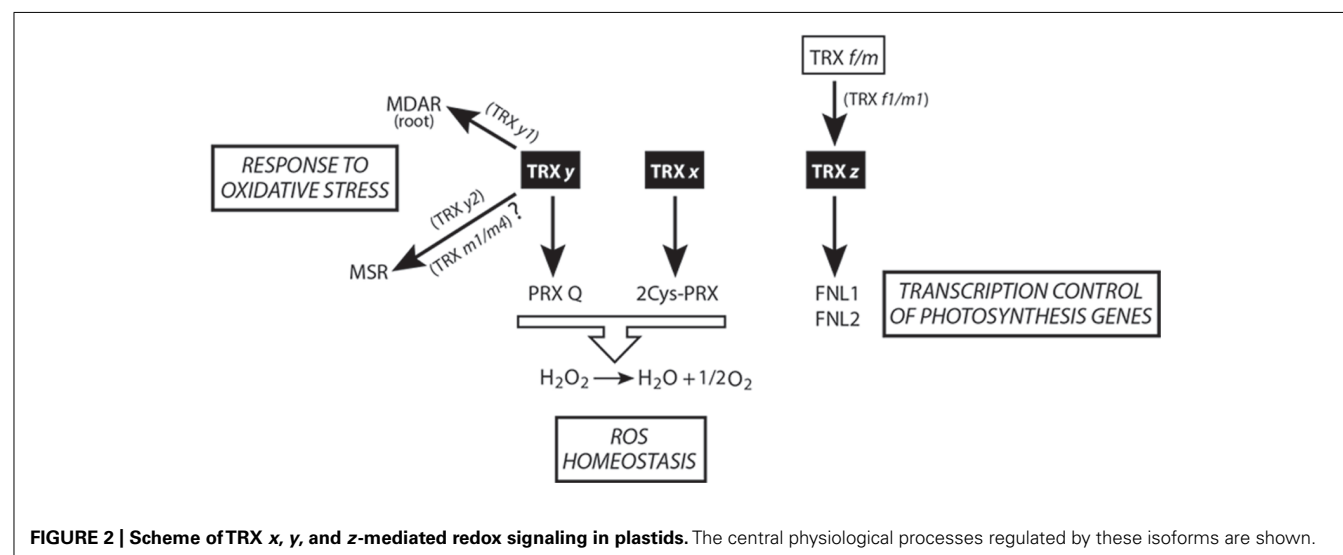 TRX f/m
(TRX f1/m1)
MDAR
(root)
(TRX y1)
RESPONSE TO
OXIDATIVE STRESS
TRX y
TRX x
TRX z
(TRX y2)
(TRX m1/m4) ?
MSR
PRX Q
2Cys-PRX
FNL1
FNL2
TRANSCRIPTION CONTROL
OF PHOTOSYNTHESIS GENES
H₂O₂ → H₂O + 1/2O₂
ROS
HOMEOSTASIS
FIGURE 2 | Scheme of TRX x, y, and z-mediated redox signaling in plastids. The central physiological processes regulated by these isoforms are shown.